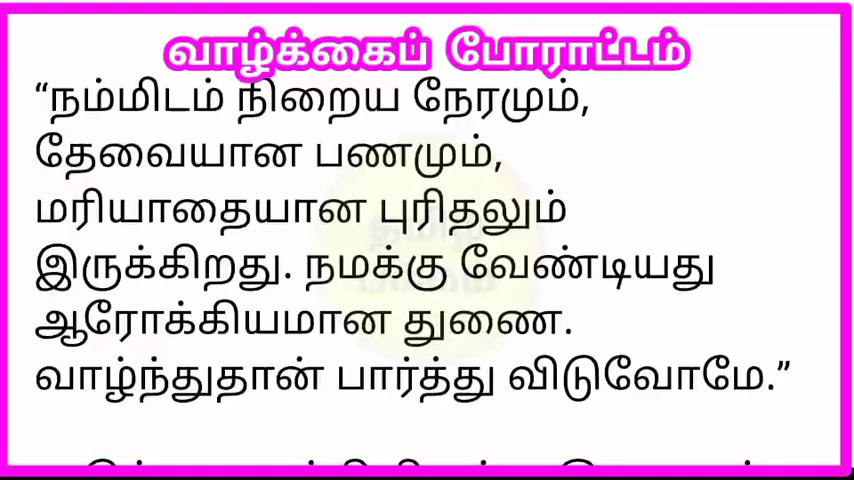 வாழ்க்கைப் போராட்டம்
“நம்மிடம் நிறைய நேரமும்,
தேவையான பணமும்,
மரியாதையான புரிதலும்
இருக்கிறது. நமக்கு வேண்டியது
ஆரோக்கியமான துணை.
வாழ்ந்துதான் பார்த்து விடுவோமே.”